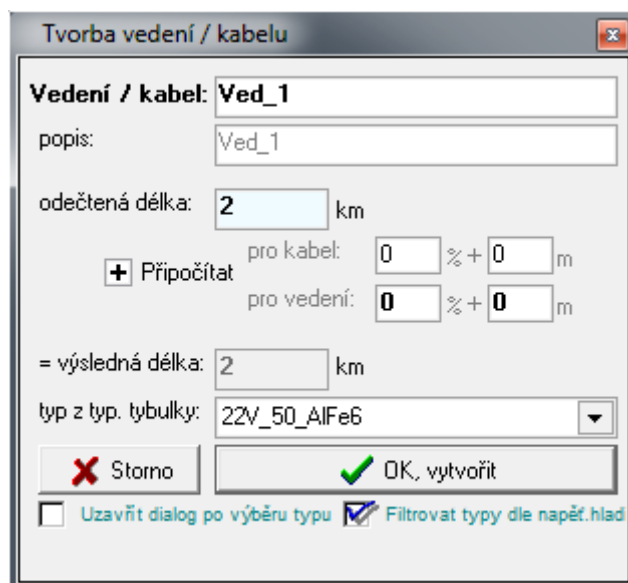 Tvorba vedení / kabelu
Vedení / kabel: Ved_1
popis: Ved_1
odečtená délka: 2 km
pro kabel: 0 % + 0 m
+ Připočítat
pro vedení: 0 % + 0 m
= výsledná délka: 2 km
typ z typ. tybulky: 22V_50_AlFe6
Storno OK, vytvořit
Uzavřít dialog po výběru typu Filtrovat typy dle napěť.hlad